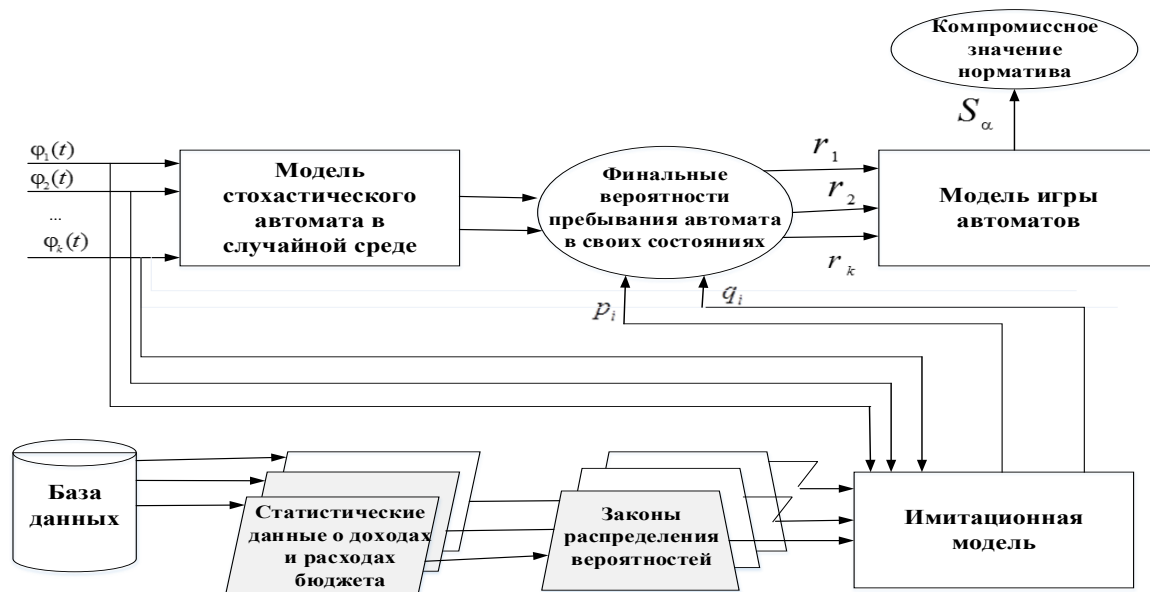 Компромиссное
значение
норматива
S_α
φ₁(t)
φ₂(t)
...
φ_k(t)
Модель
стохастического
автомата в
случайной среде
Финальные
вероятности
пребывания автомата
в своих состояниях
r₁
r₂
r_k
Модель игры
автоматов
p_i
q_i
База
данных
Статистические
данные о доходах
и расходах
бюджета
Законы
распределения
вероятностей
Имитационная
модель